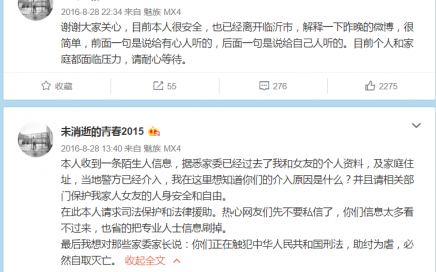 2016-8-28 22:34 来自 魅族 MX4
谢谢大家关心，目前本人很安全，也已经离开临沂市，解释一下昨晚的微博，很
简单，前面一句是说给有心人听的，后面一句是说给自己人听的。目前个人和家
庭都面临压力，请耐心等待。
收藏 55 276 2275
未消逝的青春2015
2016-8-28 13:40 来自 魅族 MX4
本人收到一条陌生人信息，据悉家委已经过去了我和女友的个人资料，及家庭住
址，当地警方已经介入，我在这里想知道你们的介入原因是什么？并且请相关部
门保护我家人女友的人身安全和自由。
在此本人请求司法保护和法律援助。热心网友们先不要私信了，你们信息太多看
不过来，也省的把专业人士信息刷掉。
最后我想对那些家委家长说：你们正在触犯中华人民共和国刑法，助纣为虐，必
然自取灭亡。 收起全文